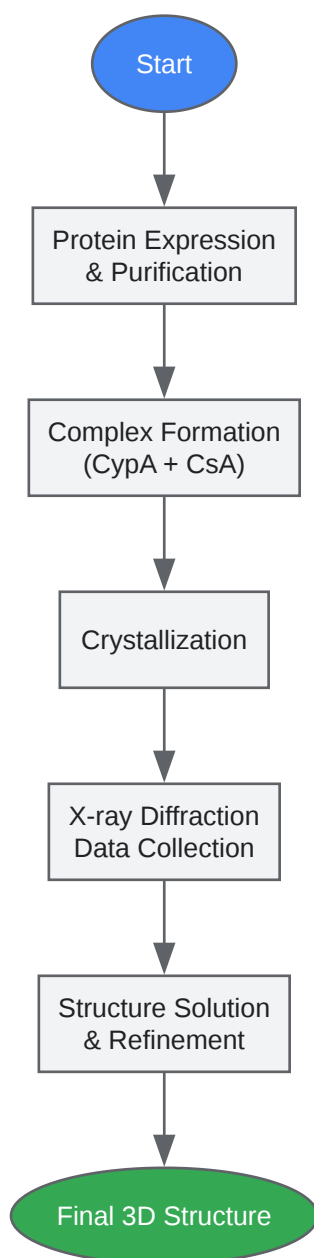 Start
Protein Expression
& Purification
Complex Formation
(CypA + CsA)
Crystallization
X-ray Diffraction
Data Collection
Structure Solution
& Refinement
Final 3D Structure